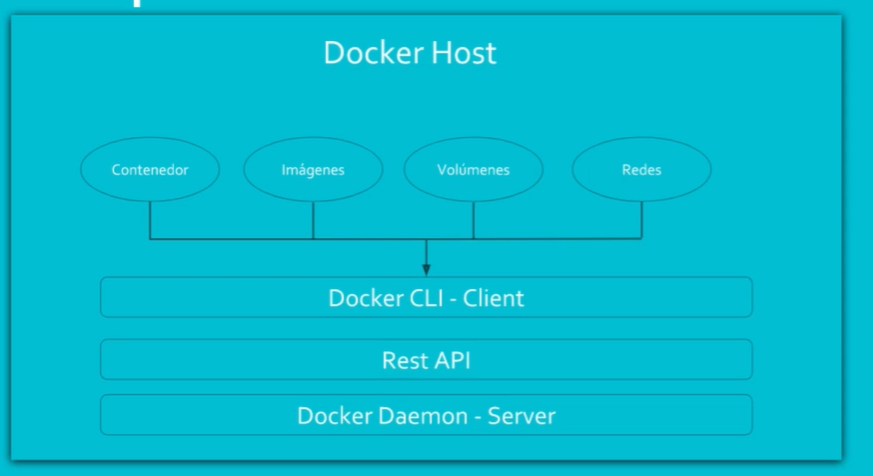 Docker Host
Contenedor
Imágenes
Volúmenes
Redes
Docker CLI - Client
Rest API
Docker Daemon - Server